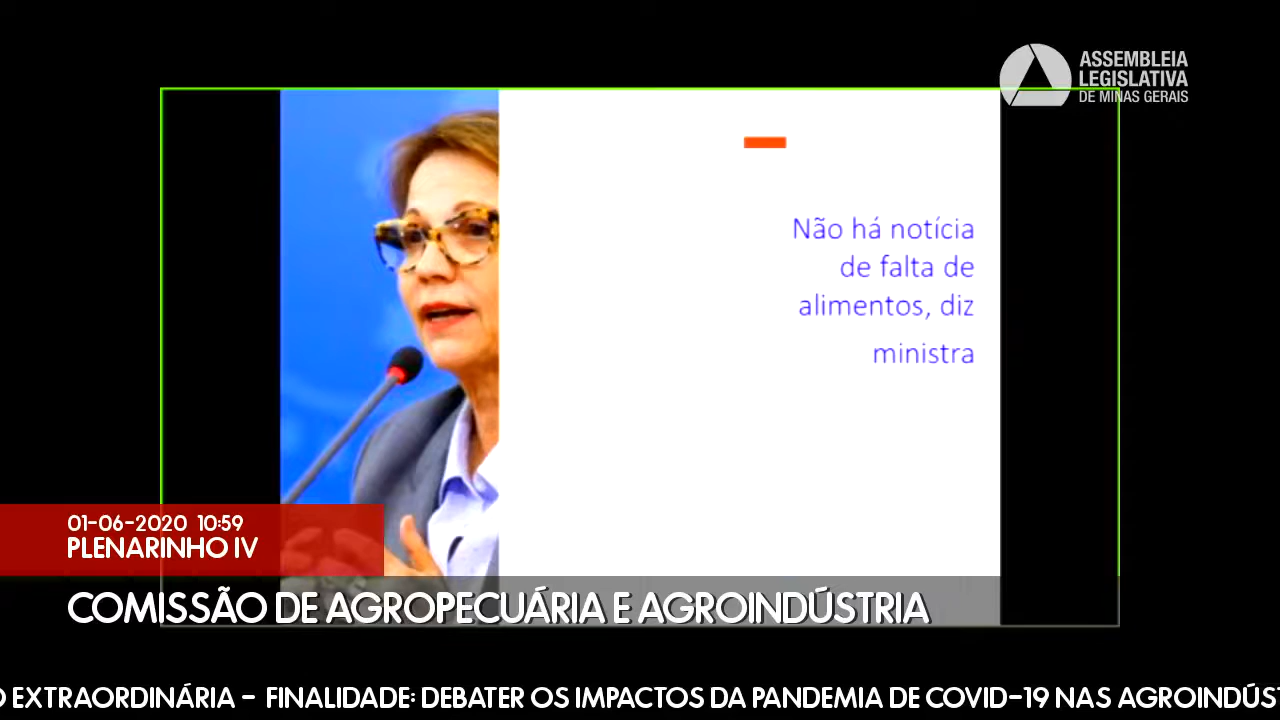 ASSEMBLEIA
LEGISLATIVA
DE MINAS GERAIS
Não há notícia
de falta de
alimentos, diz
ministra
01-06-2020 10:59
PLENARINHO IV
COMISSÃO DE AGROPECUÁRIA E AGROINDÚSTRIA
O EXTRAORDINÁRIA - FINALIDADE: DEBATER OS IMPACTOS DA PANDEMIA DE COVID-19 NAS AGROINDÚST